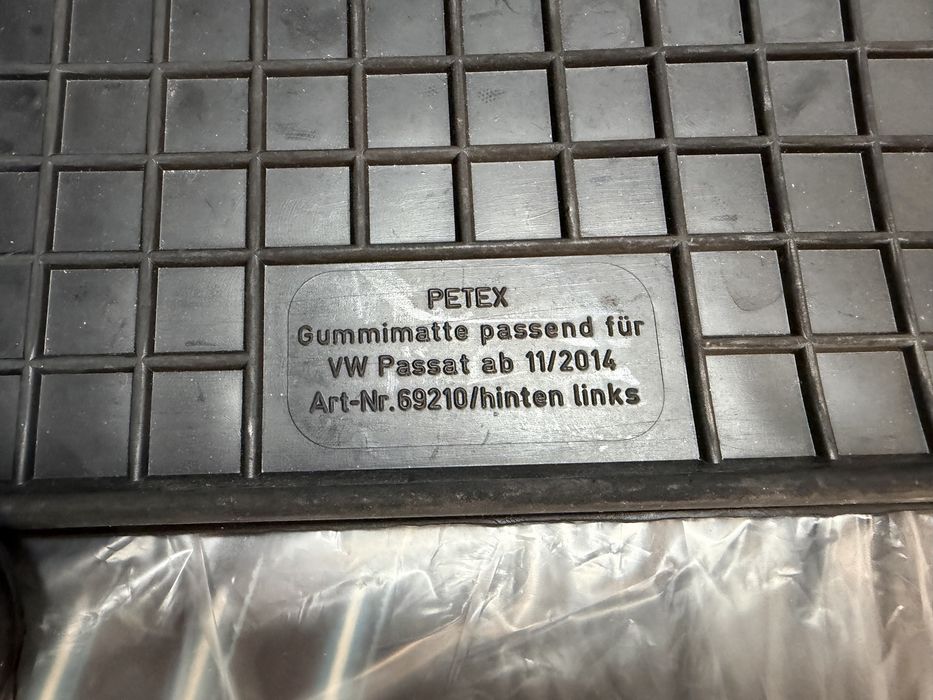 PETEX
Gummimatte passend für
VW Passat ab 11/2014
Art-Nr.69210/hinten links